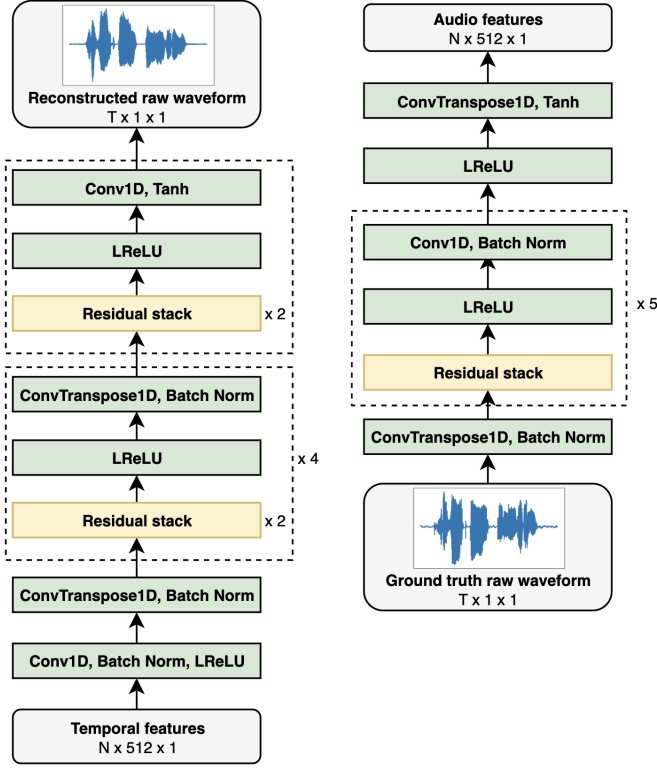 Reconstructed raw waveform
T x 1 x 1
Conv1D, Tanh
LReLU
Residual stack
x 2
ConvTranspose1D, Batch Norm
LReLU
x 4
Residual stack
x 2
ConvTranspose1D, Batch Norm
Conv1D, Batch Norm, LReLU
Temporal features
N x 512 x 1
Audio features
N x 512 x 1
ConvTranspose1D, Tanh
LReLU
Conv1D, Batch Norm
LReLU
x 5
Residual stack
ConvTranspose1D, Batch Norm
Ground truth raw waveform
T x 1 x 1